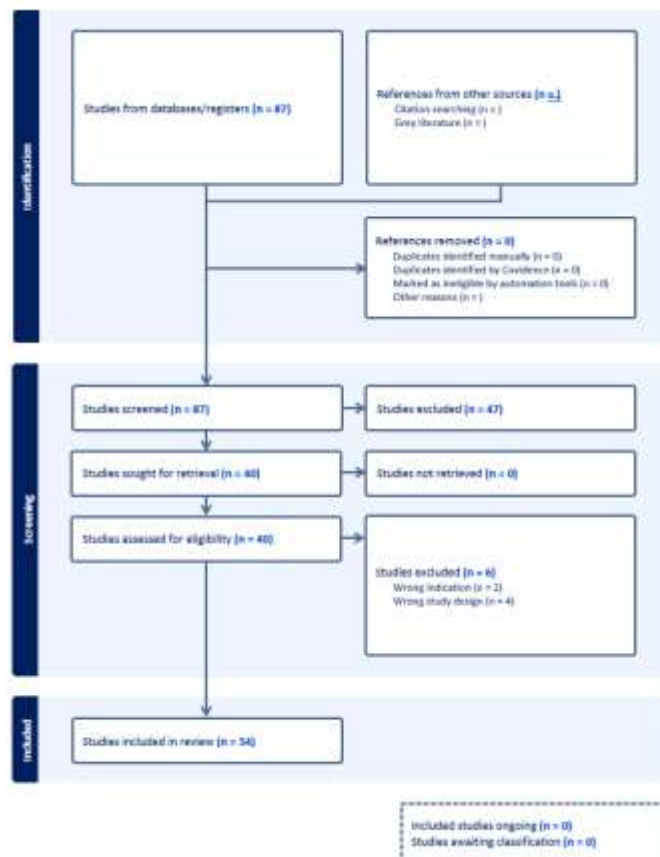 Identification
Studies from databases/registers (n = 87)
References from other sources (n = )
Citation searching (n = )
Grey literature (n = )
References removed (n = 0)
Duplicates identified manually (n = 0)
Duplicates identified by Covidence (n = 0)
Marked as ineligible by automation tools (n = 0)
Other reasons (n = )
Screening
Studies screened (n = 87)
Studies excluded (n = 47)
Studies sought for retrieval (n = 40)
Studies not retrieved (n = 0)
Studies assessed for eligibility (n = 40)
Studies excluded (n = 6)
Wrong indication (n = 2)
Wrong study design (n = 4)
Included
Studies included in review (n = 34)
Included studies ongoing (n = 0)
Studies awaiting classification (n = 0)